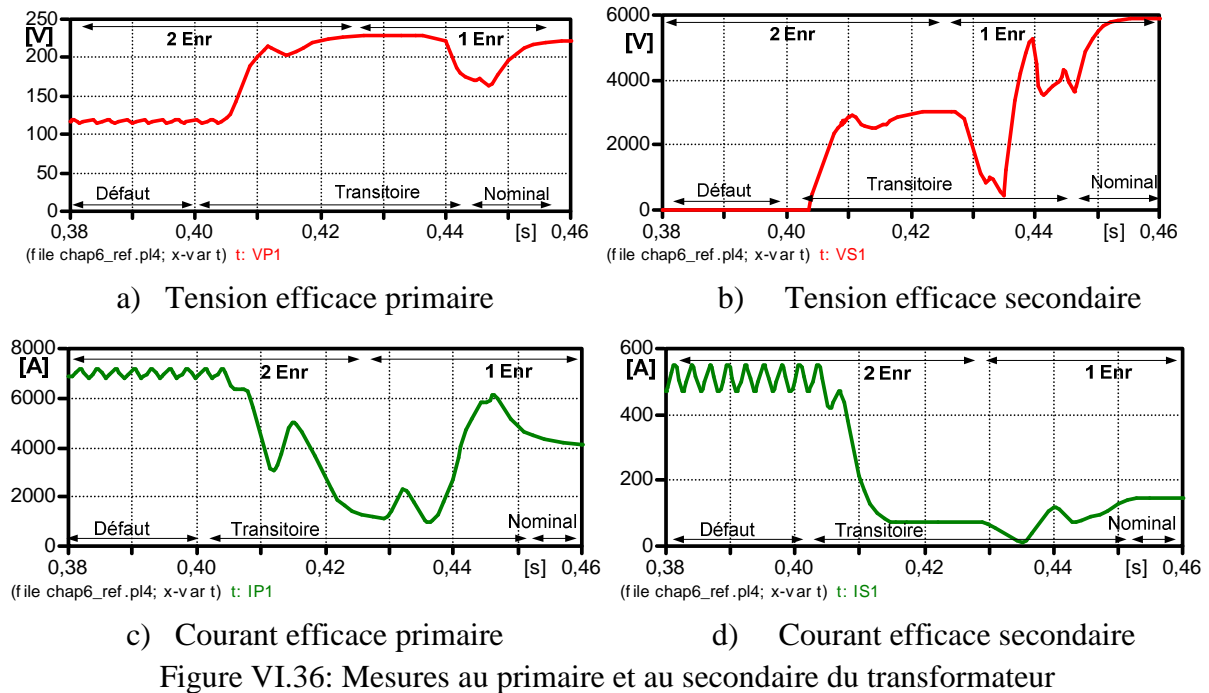 250
[V]
200
150
100
50
0
2 Enr
1 Enr
Défaut
Transitoire
Nominal
0,38
0,40
0,42
0,44
[s]
0,46
(file chap6_ref.pl4; x-var t) t: VP1
a) Tension efficace primaire
6000
[V]
4000
2000
0
2 Enr
1 Enr
Défaut
Transitoire
Nominal
0,38
0,40
0,42
0,44
[s]
0,46
(file chap6_ref.pl4; x-var t) t: VS1
b) Tension efficace secondaire
8000
[A]
6000
4000
2000
0
2 Enr
1 Enr
Défaut
Transitoire
Nominal
0,38
0,40
0,42
0,44
[s]
0,46
(file chap6_ref.pl4; x-var t) t: IP1
c) Courant efficace primaire
600
[A]
400
200
0
2 Enr
1 Enr
Défaut
Transitoire
Nominal
0,38
0,40
0,42
0,44
[s]
0,46
(file chap6_ref.pl4; x-var t) t: IS1
d) Courant efficace secondaire
Figure VI.36: Mesures au primaire et au secondaire du transformateur